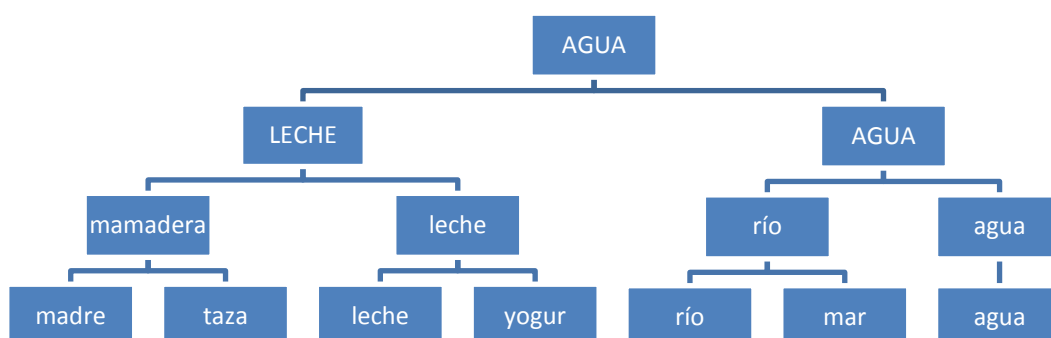 AGUA
LECHE
AGUA
mamadera
leche
río
agua
madre
taza
leche
yogur
río
mar
agua